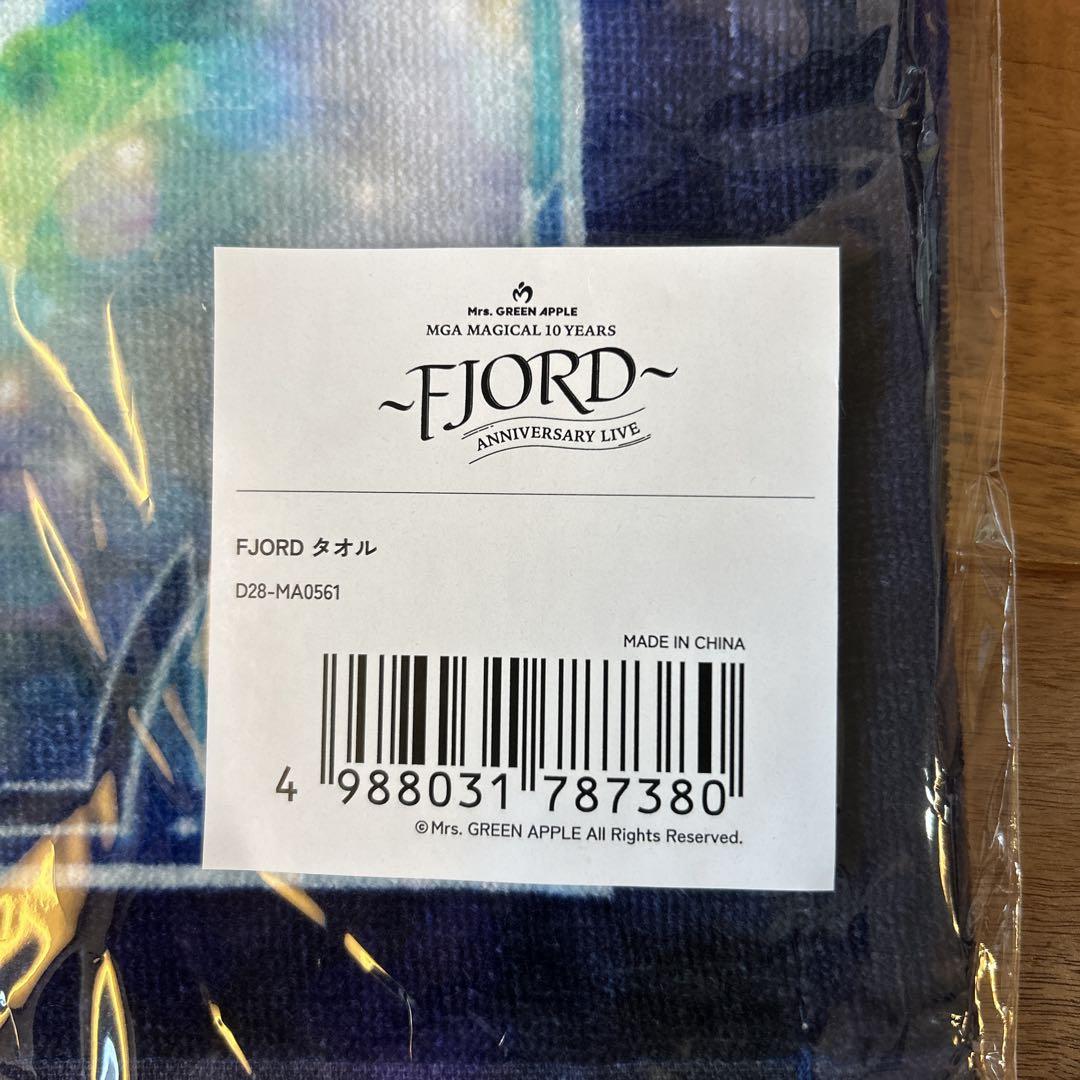 Mrs. GREEN APPLE
MGA MAGICAL 10 YEARS
~FJORD~
ANNIVERSARY LIVE
FJORD タオル
D28-MA0561
MADE IN CHINA
4 988031 787380
©Mrs. GREEN APPLE All Rights Reserved.